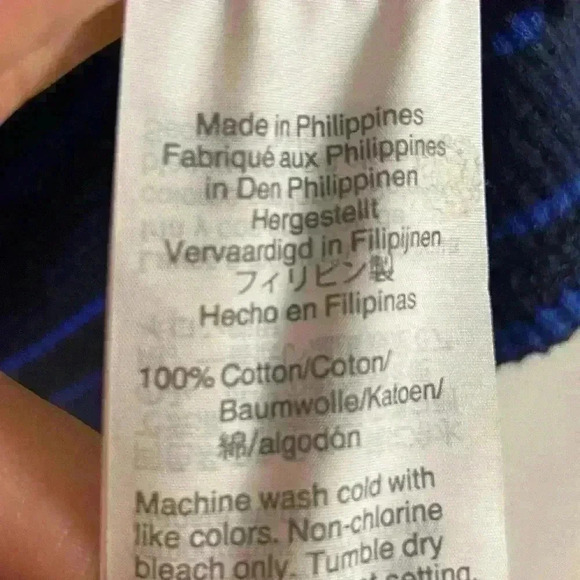 Made in Philippines
Fabriqué aux Philippines
in Den Philippinen
Hergestellt
Vervaardigd in Filipijnen
フィリピン製
Hecho en Filipinas
100% Cotton/Coton/
Baumwolle/Katoen/
綿/algodón
Machine wash cold with
like colors. Non-chlorine
bleach only. Tumble dry
setting.